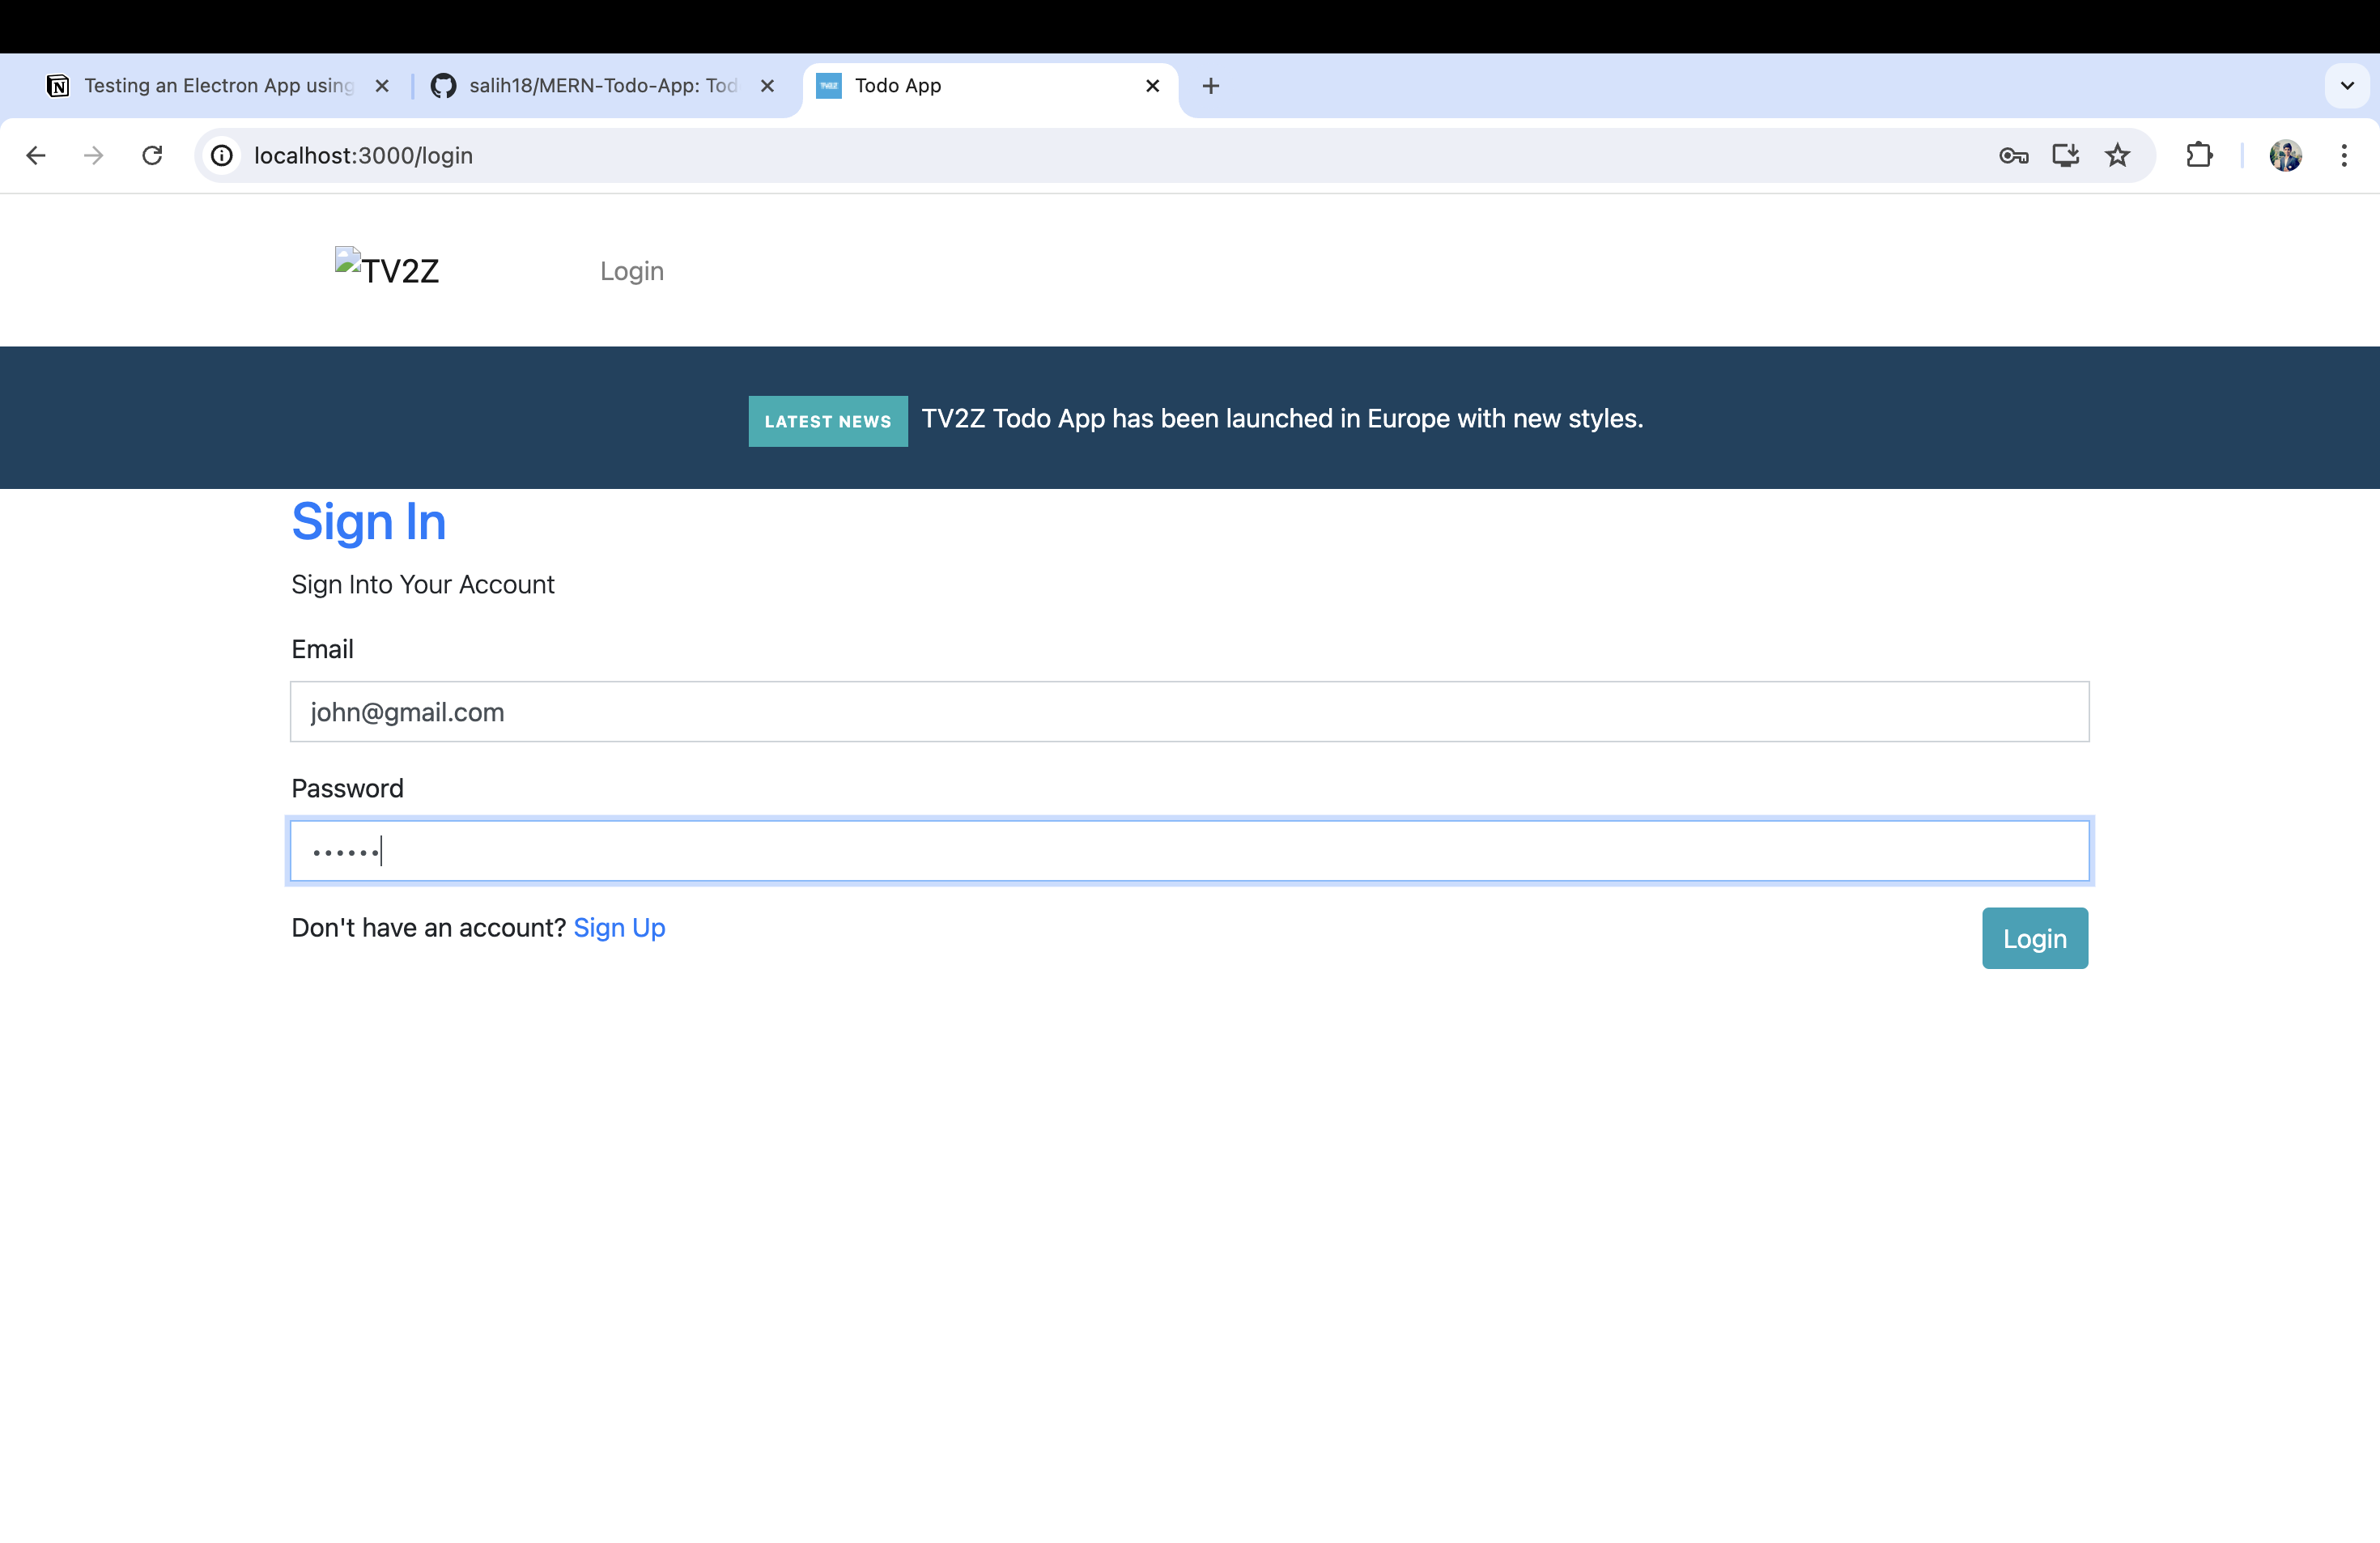 Testing an Electron App using
salih18/MERN-Todo-App: Tod
Todo App
localhost:3000/login
TV2Z
Login
LATEST NEWS TV2Z Todo App has been launched in Europe with new styles.
Sign In
Sign Into Your Account
Email
john@gmail.com
Password
••••••
Don't have an account? Sign Up
Login